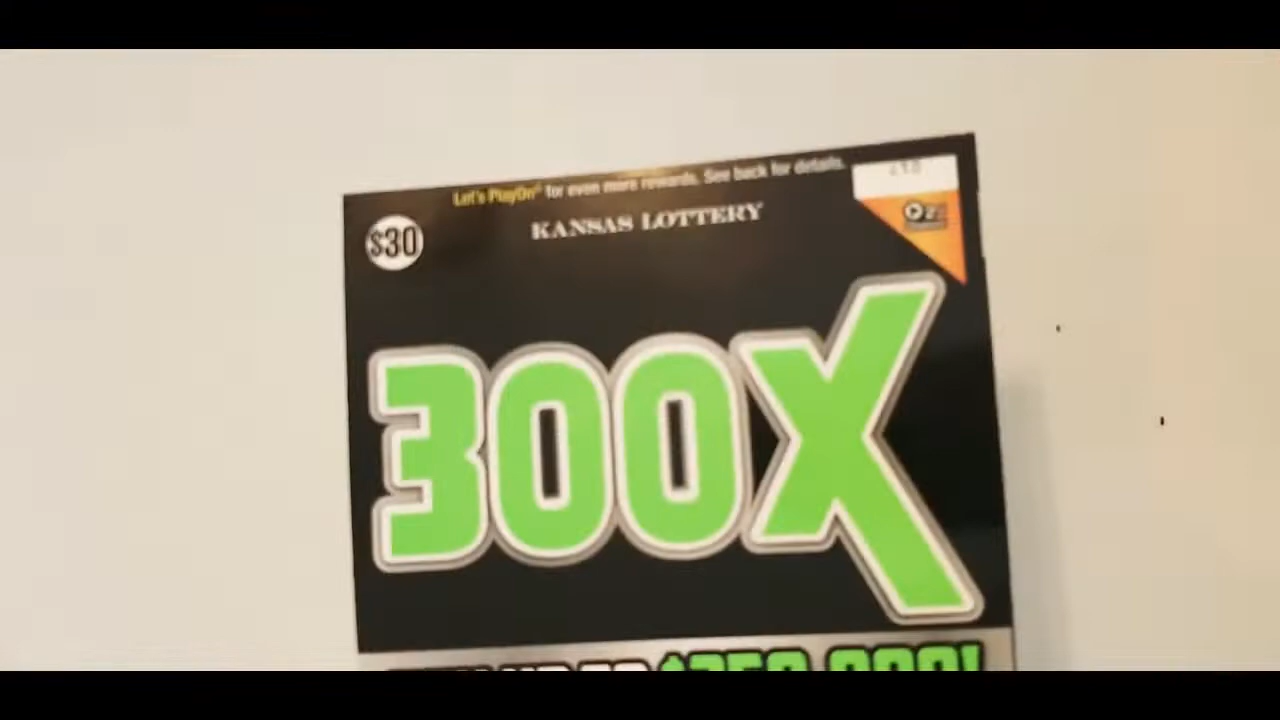 Let's PlayOn® for even more rewards. See back for details.
KANSAS LOTTERY
$30
300X